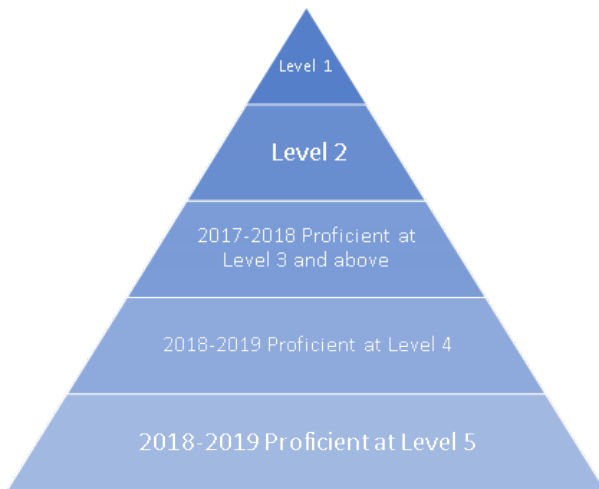 Level 1
Level 2
2017-2018 Proficient at
Level 3 and above
2018-2019 Proficient at Level 4
2018-2019 Proficient at Level 5